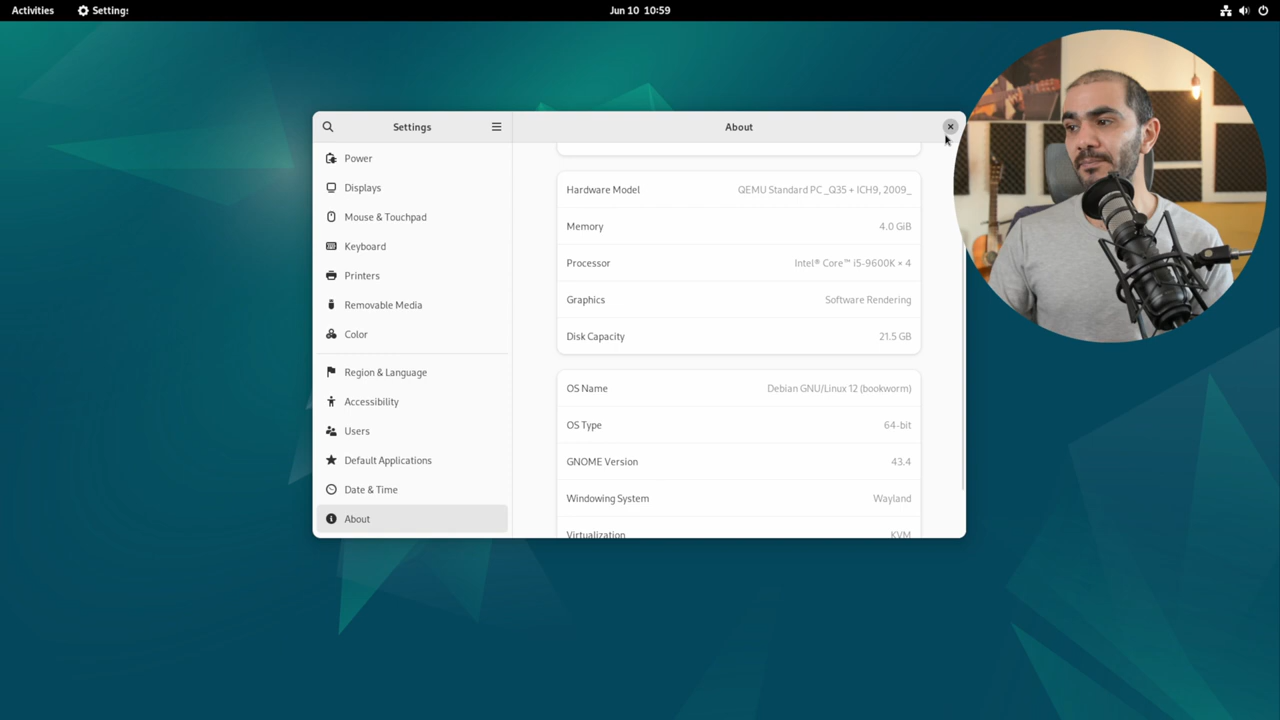 Activities
Settings
Jun 10 10:59
Settings
About
Power
Displays
Mouse & Touchpad
Keyboard
Printers
Removable Media
Color
Region & Language
Accessibility
Users
Default Applications
Date & Time
About
Hardware Model
QEMU Standard PC _Q35 + ICH9, 2009_
Memory
4.0 GiB
Processor
Intel® Core™ i5-9600K × 4
Graphics
Software Rendering
Disk Capacity
21.5 GB
OS Name
Debian GNU/Linux 12 (bookworm)
OS Type
64-bit
GNOME Version
43.4
Windowing System
Wayland
Virtualization
KVM